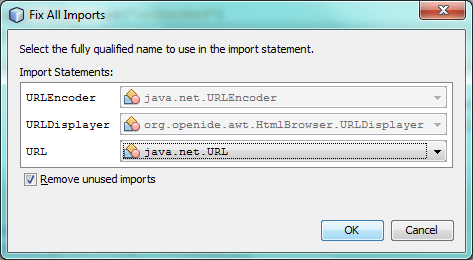 Fix All Imports
Select the fully qualified name to use in the import statement.
Import Statements:
URLEncoder java.net.URLEncoder
URLDisplayer org.openide.awt.HtmlBrowser.URLDisplayer
URL java.net.URL
Remove unused imports
OK Cancel